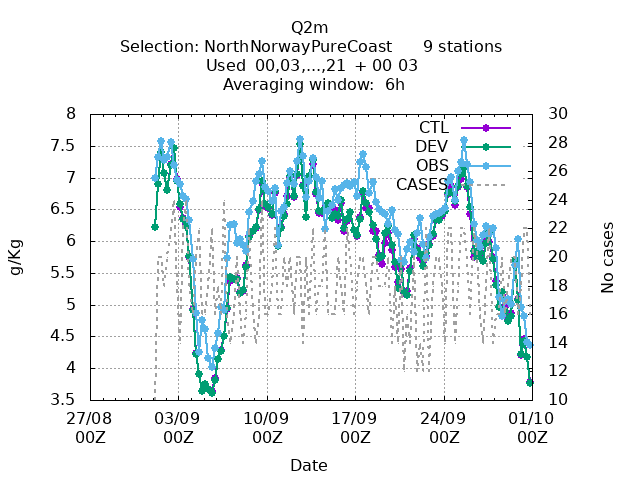 Q2m
Selection: NorthNorwayPureCoast 9 stations
Used 00,03,...,21 + 00 03
Averaging window: 6h
CTL
DEV
OBS
CASES
g/Kg
8
7.5
7
6.5
6
5.5
5
4.5
4
3.5
No cases
30
28
26
24
22
20
18
16
14
12
10
27/08 03/09 10/09 17/09 24/09 01/10
00Z 00Z 00Z 00Z 00Z 00Z
Date